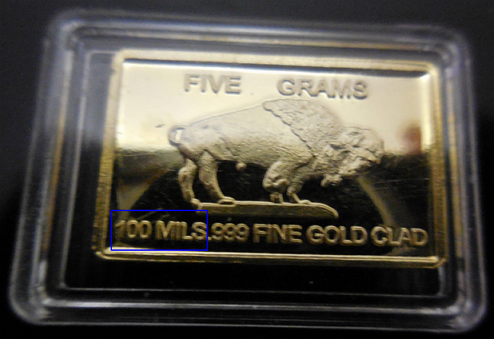 FIVE GRAMS
100 MILS .999 FINE GOLD CLAD